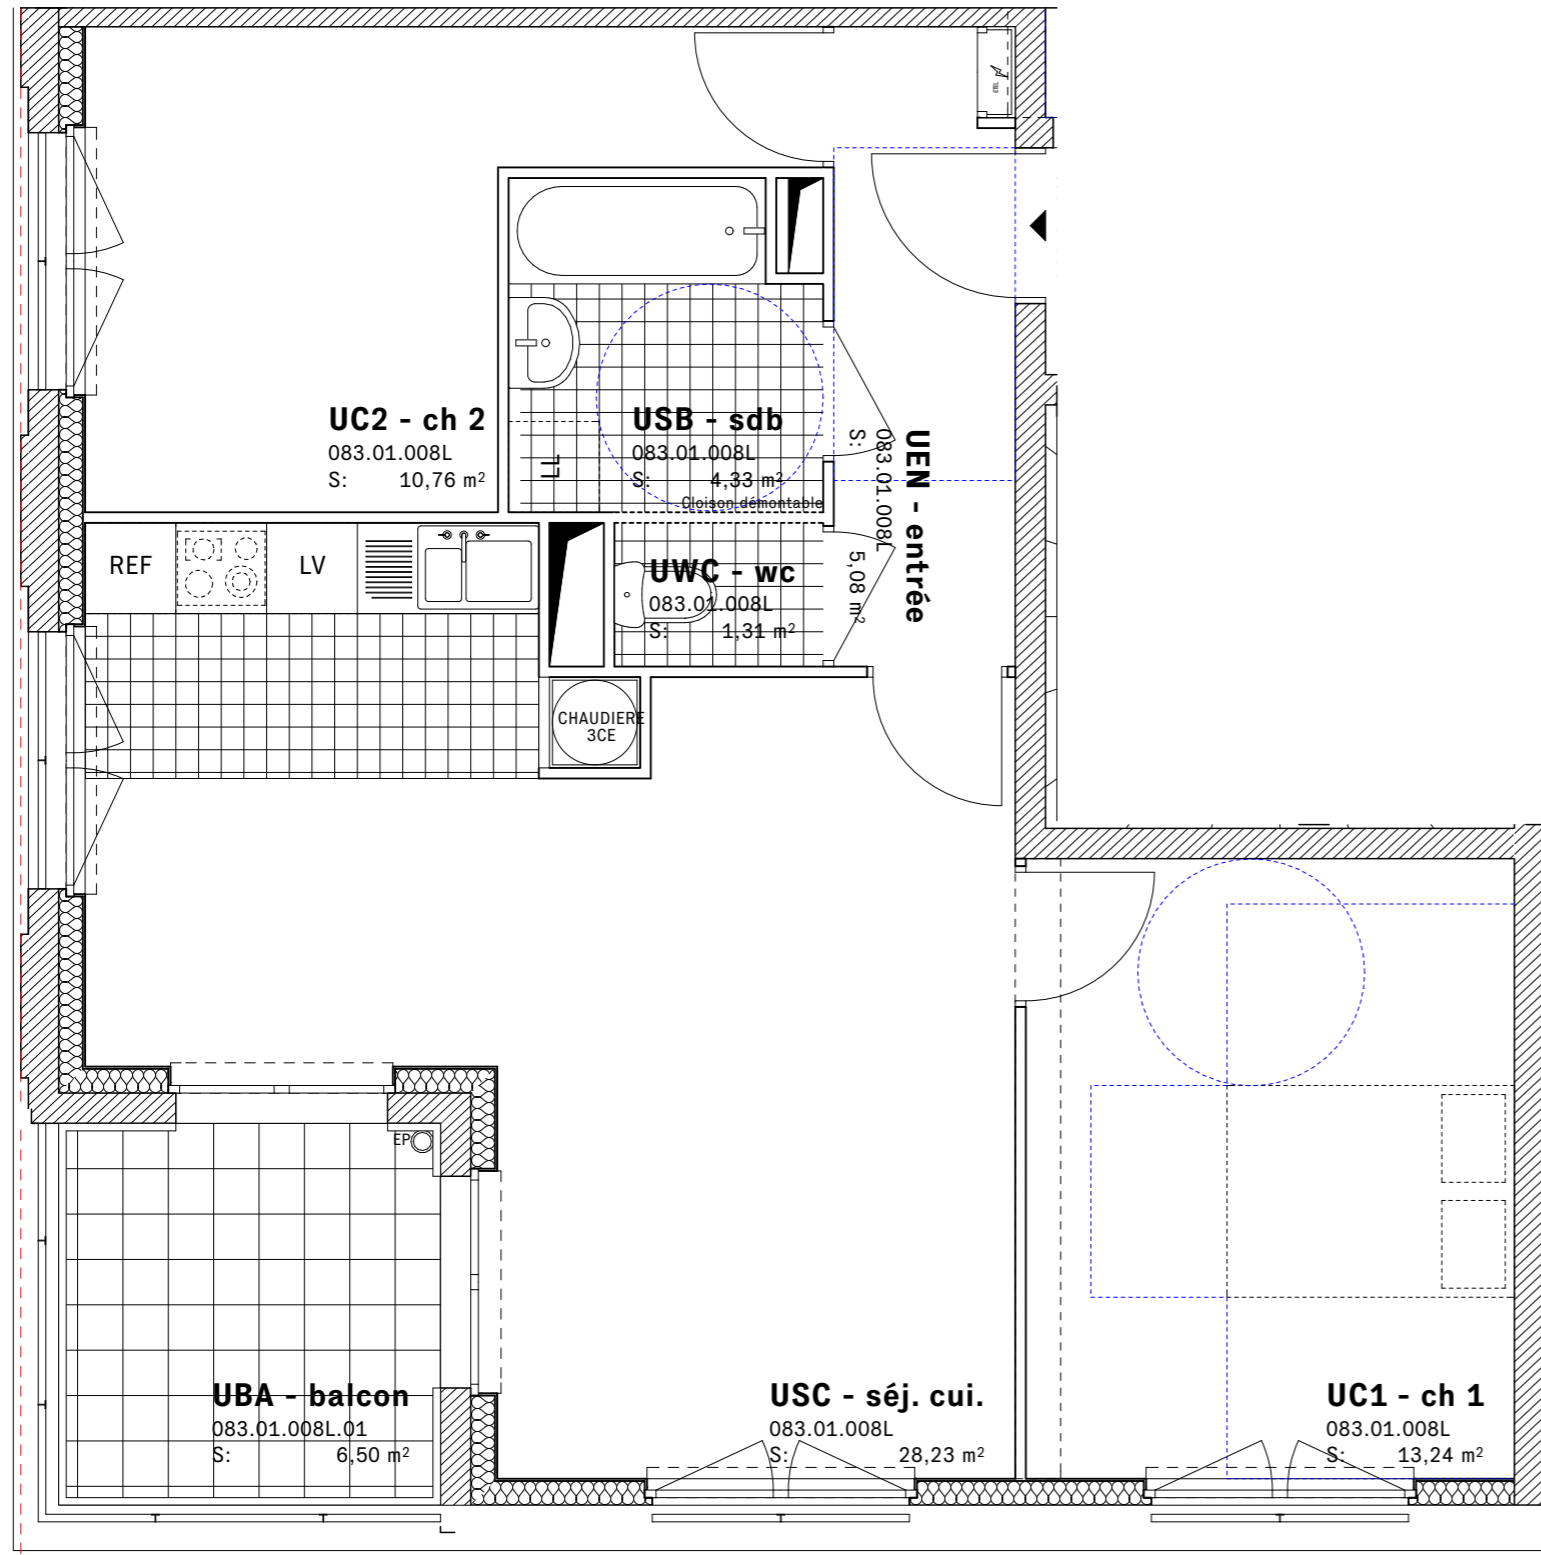 UC2 - ch 2
083.01.008L
S: 10,76 m²
USB - sdb
083.01.008L
S: 4,33 m²
Cloison démontable
LL
UEN - entrée
083.01.008L
S: 5,08 m²
REF
LV
UWC - wc
083.01.008L
S: 1,31 m²
CHAUDIERE
3CE
EP
UBA - balcon
083.01.008L.01
S: 6,50 m²
USC - séj. cui.
083.01.008L
S: 28,23 m²
UC1 - ch 1
083.01.008L
S: 13,24 m²